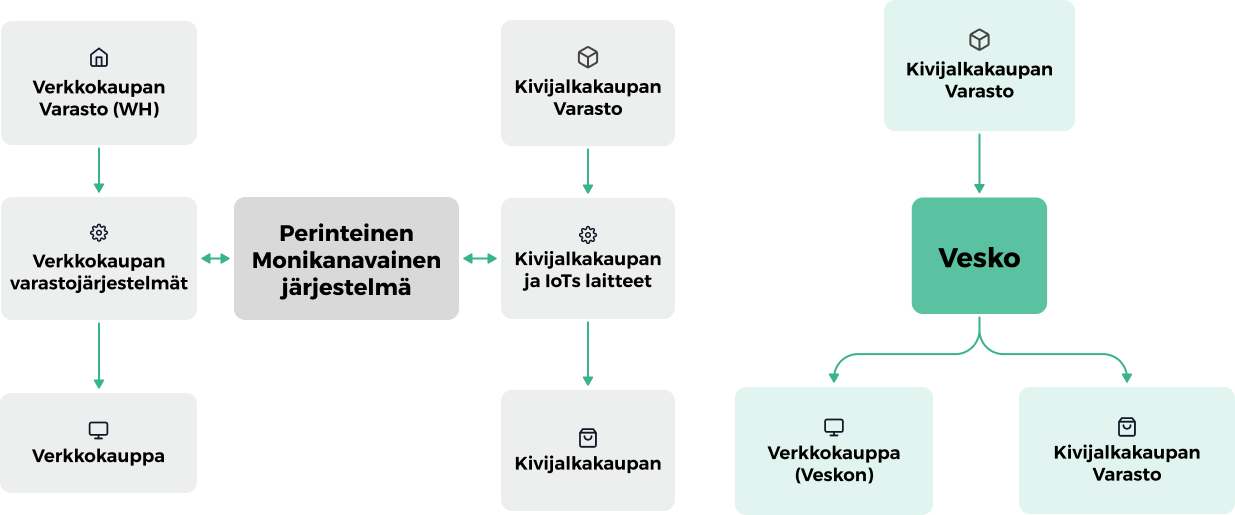 Verkkokaupan
Varasto (WH)
Kivijalkakaupan
Varasto
Kivijalkakaupan
Varasto
Verkkokaupan
varastojärjestelmät
Perinteinen
Monikanavainen
järjestelmä
Kivijalkakaupan
ja IoTs laitteet
Vesko
Verkkokauppa
Kivijalkakaupan
Verkkokauppa
(Veskon)
Kivijalkakaupan
Varasto